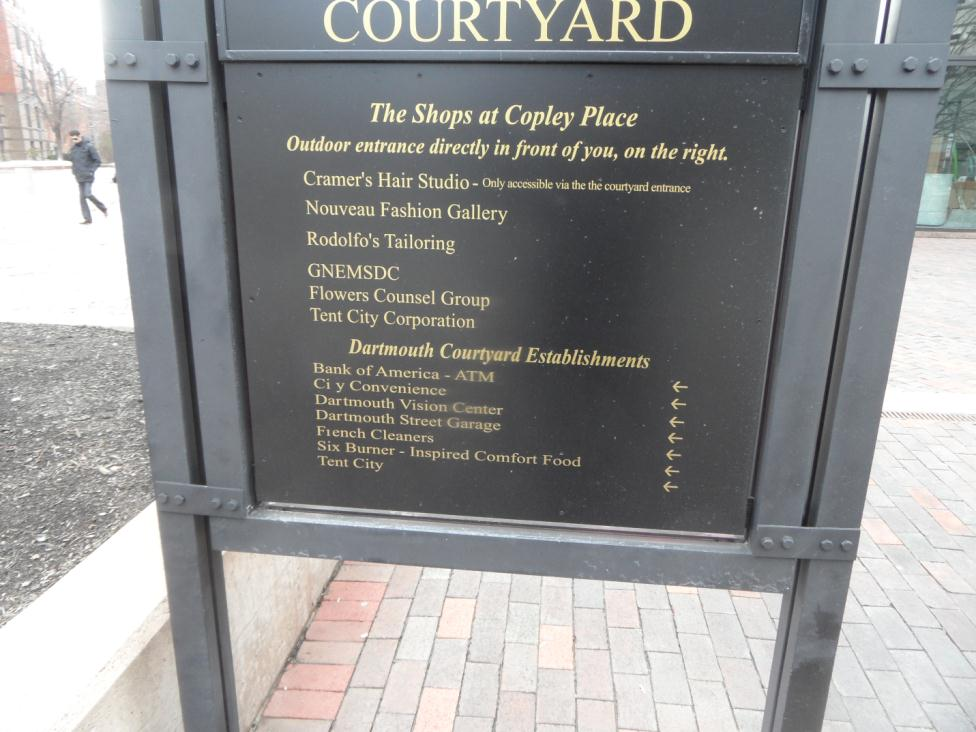 COURTYARD
The Shops at Copley Place
Outdoor entrance directly in front of you, on the right.
Cramer's Hair Studio - Only accessible via the the courtyard entrance
Nouveau Fashion Gallery
Rodolfo's Tailoring
GNEMSDC
Flowers Counsel Group
Tent City Corporation
Dartmouth Courtyard Establishments
Bank of America - ATM ←
Ci y Convenience ←
Dartmouth Vision Center ←
Dartmouth Street Garage ←
French Cleaners ←
Six Burner - Inspired Comfort Food ←
Tent City ←